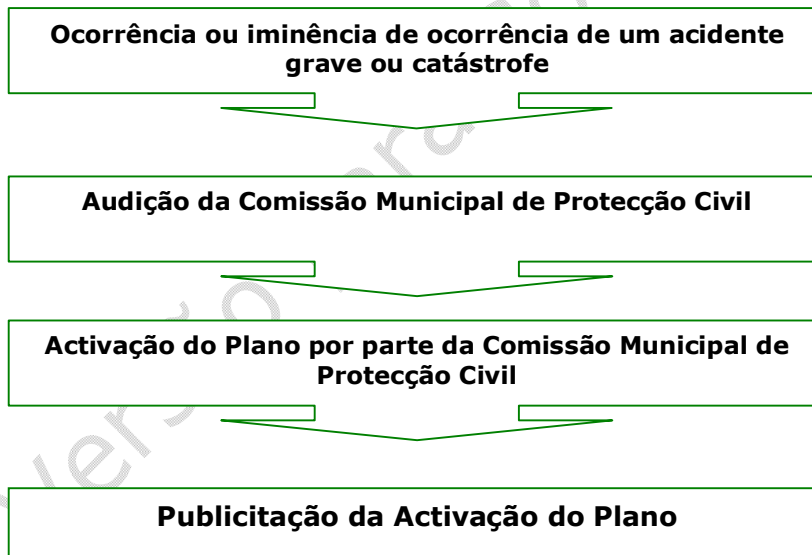 Ocorrência ou iminência de ocorrência de um acidente
grave ou catástrofe
Audição da Comissão Municipal de Protecção Civil
Activação do Plano por parte da Comissão Municipal de
Protecção Civil
Publicitação da Activação do Plano
Versão